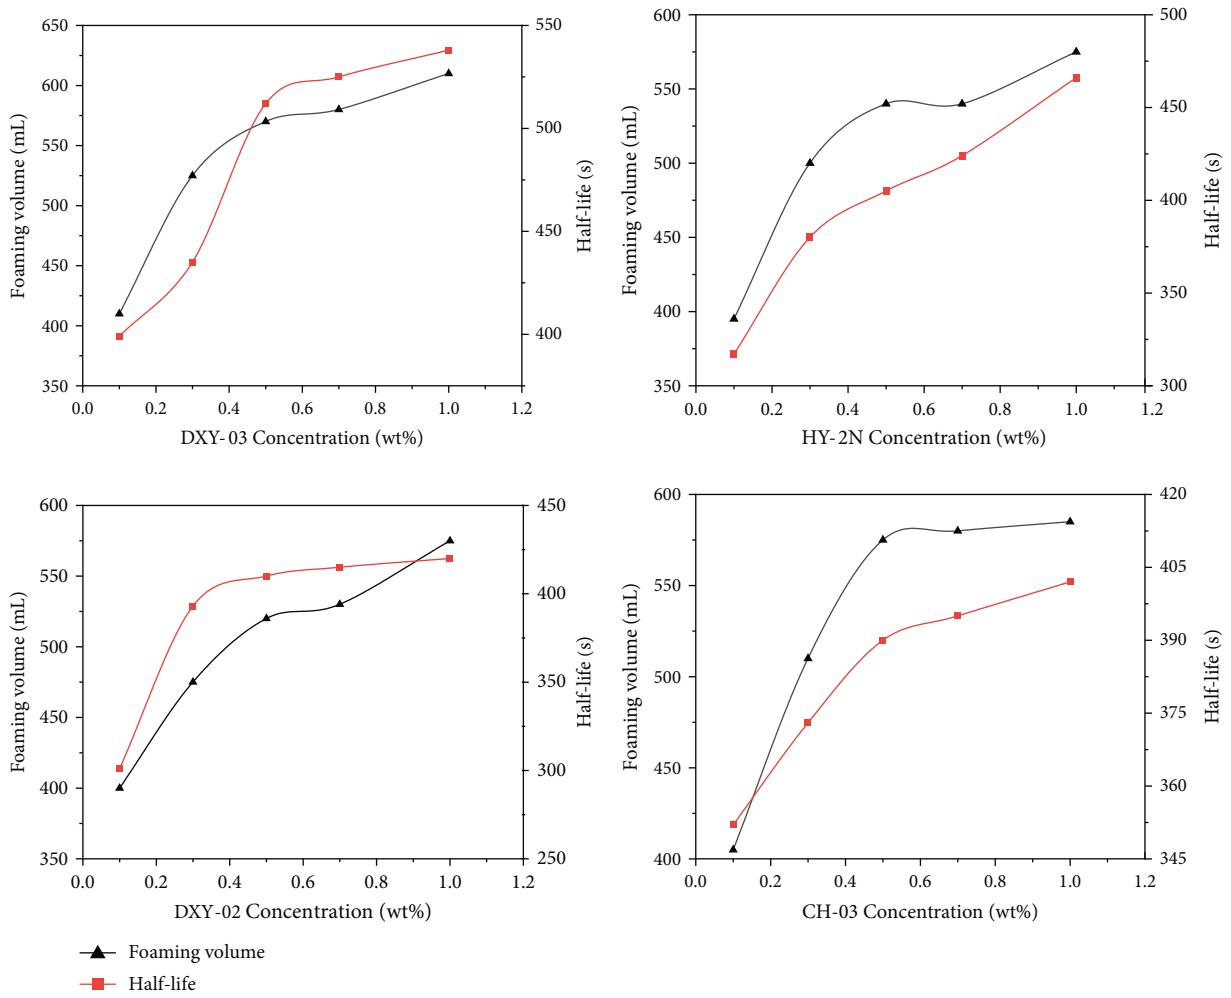 650
600
550
500
450
400
350
Foaming volume (mL)
550
500
450
400
Half-life (s)
0.0 0.2 0.4 0.6 0.8 1.0 1.2
DXY-03 Concentration (wt%)
600
550
500
450
400
350
Foaming volume (mL)
500
450
400
350
300
Half-life (s)
0.0 0.2 0.4 0.6 0.8 1.0 1.2
HY-2N Concentration (wt%)
600
550
500
450
400
350
Foaming volume (mL)
450
400
350
300
250
Half-life (s)
0.0 0.2 0.4 0.6 0.8 1.0 1.2
DXY-02 Concentration (wt%)
600
550
500
450
400
Foaming volume (mL)
420
405
390
375
360
345
Half-life (s)
0.0 0.2 0.4 0.6 0.8 1.0 1.2
CH-03 Concentration (wt%)
Foaming volume
Half-life